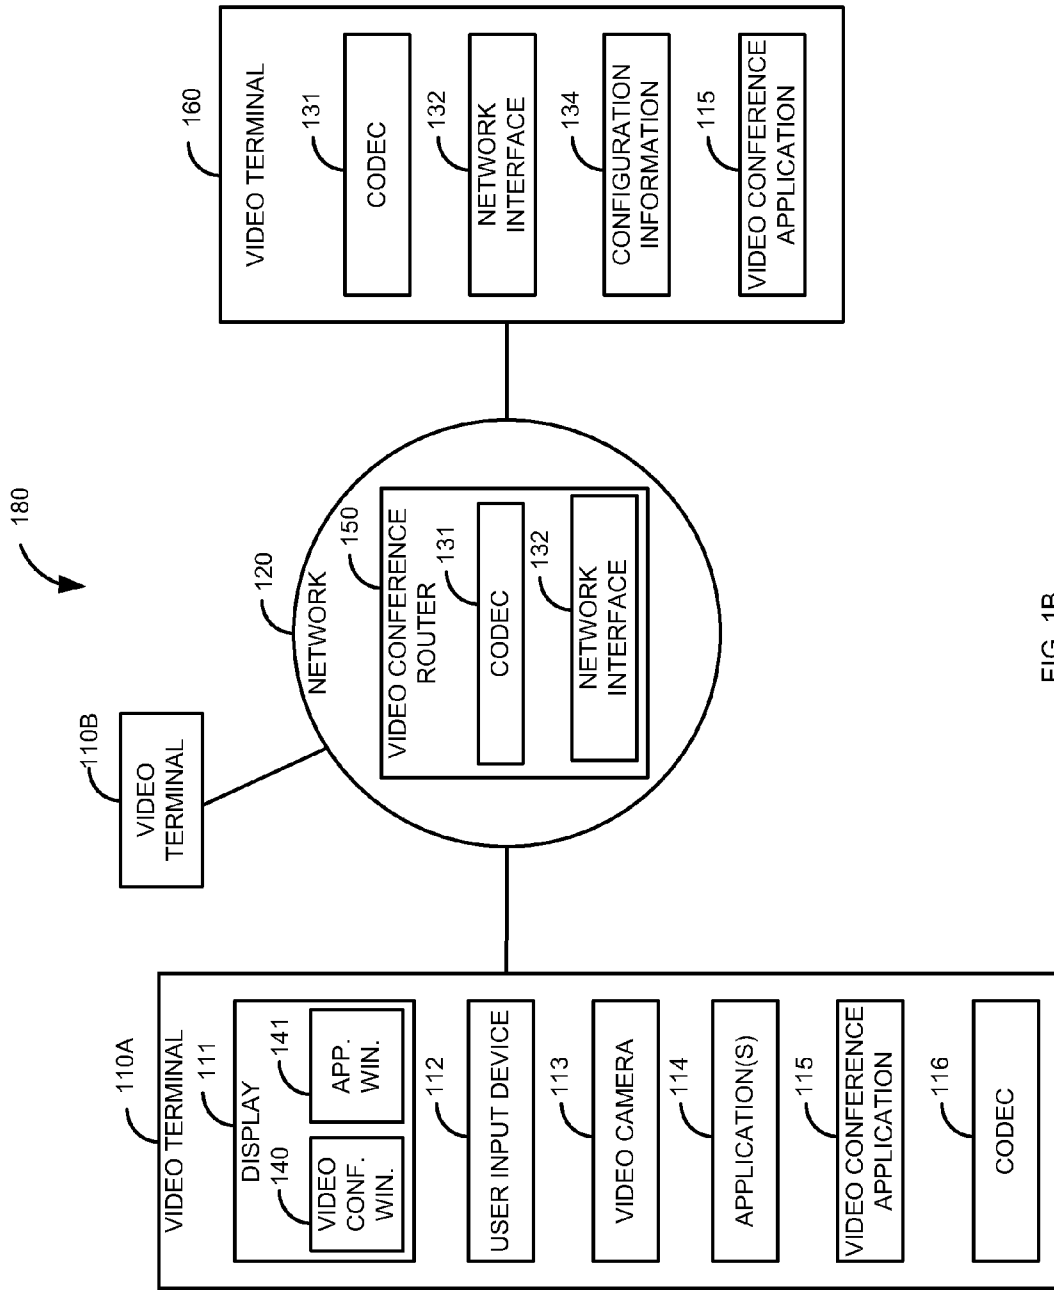 180
110A
VIDEO TERMINAL
111
DISPLAY
140
VIDEO
CONF.
WIN.
141
APP.
WIN.
112
USER INPUT DEVICE
113
VIDEO CAMERA
114
APPLICATION(S)
115
VIDEO CONFERENCE
APPLICATION
116
CODEC
110B
VIDEO
TERMINAL
120
NETWORK
150
VIDEO CONFERENCE
ROUTER
131
CODEC
132
NETWORK
INTERFACE
160
VIDEO TERMINAL
131
CODEC
132
NETWORK
INTERFACE
134
CONFIGURATION
INFORMATION
115
VIDEO CONFERENCE
APPLICATION
FIG. 1B